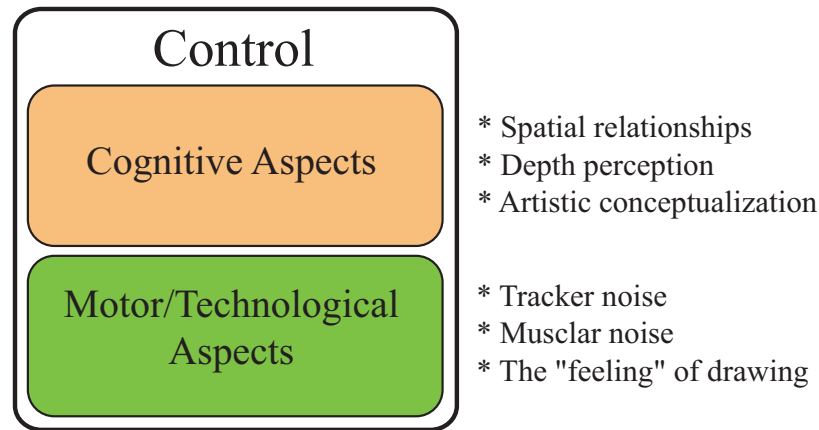 Control
Cognitive Aspects
* Spatial relationships
* Depth perception
* Artistic conceptualization
Motor/Technological
Aspects
* Tracker noise
* Musclar noise
* The "feeling" of drawing